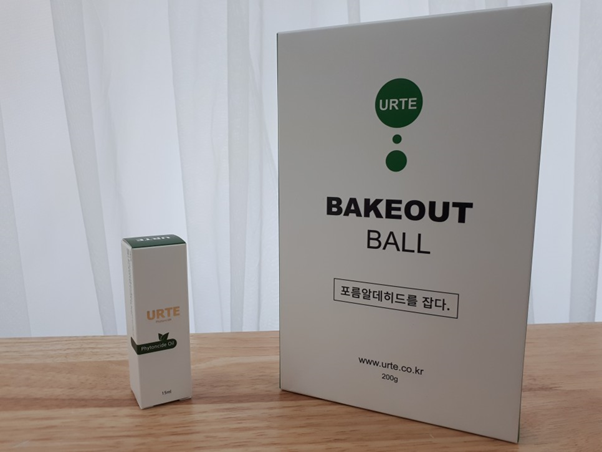 URTE
URTE
Phytoncide Oil
URTE
BAKEOUT
BALL
포름알데히드를 잡다.
www.urte.co.kr
200g